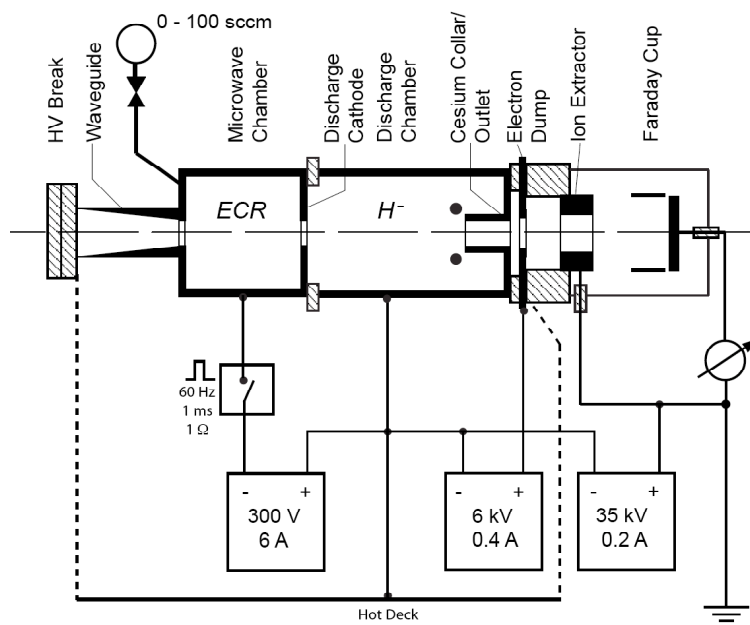 0 - 100 sccm
HV Break
Waveguide
Microwave
Chamber
Discharge
Cathode
Discharge
Chamber
Cesium Collar/
Outlet
Electron
Dump
Ion Extractor
Faraday Cup
ECR
H⁻
60 Hz
1 ms
1 Ω
- +
300 V
6 A
- +
6 kV
0.4 A
- +
35 kV
0.2 A
Hot Deck